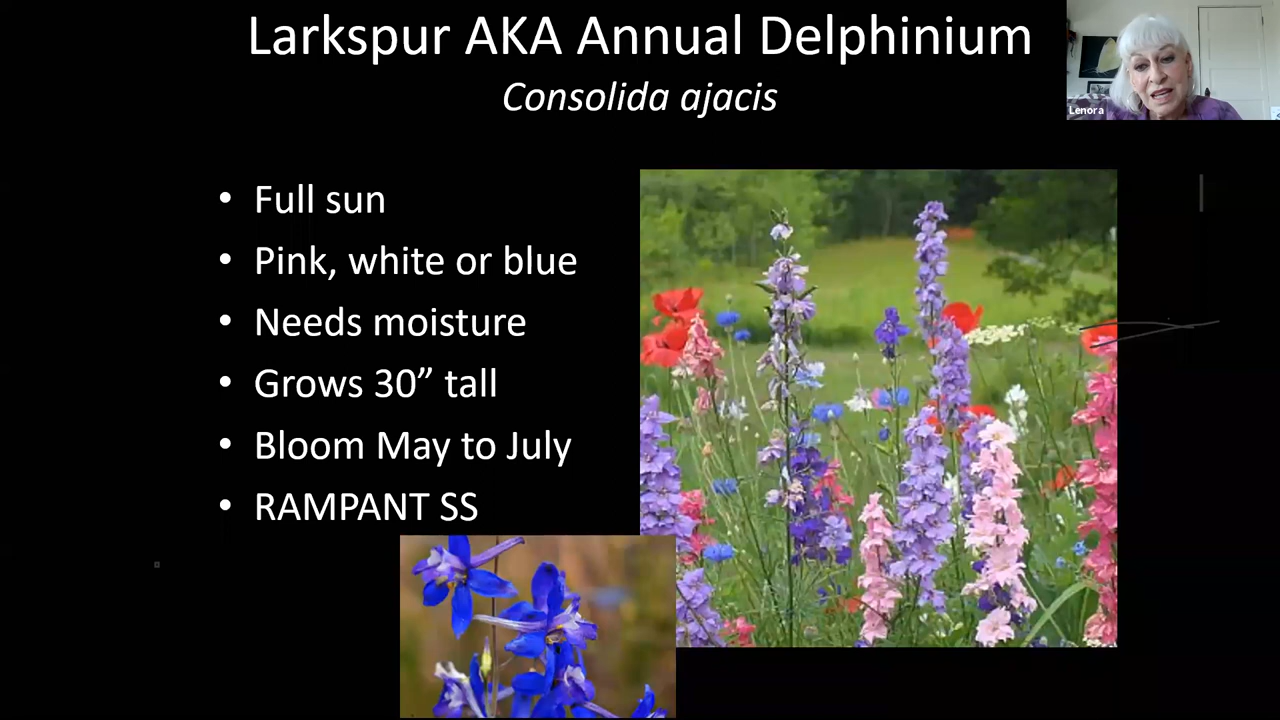 Larkspur AKA Annual Delphinium
Consolida ajacis
Lenora
• Full sun
• Pink, white or blue
• Needs moisture
• Grows 30” tall
• Bloom May to July
• RAMPANT SS